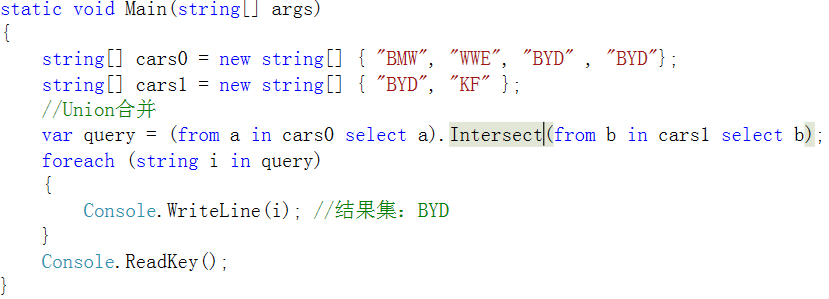 static void Main(string[] args)
{
    string[] cars0 = new string[] { "BMW", "WWE", "BYD" , "BYD"};
    string[] cars1 = new string[] { "BYD", "KF" };
    //Union合并
    var query = (from a in cars0 select a).Intersect(from b in cars1 select b);
    foreach (string i in query)
    {
        Console.WriteLine(i); //结果集：BYD
    }
    Console.ReadKey();
}